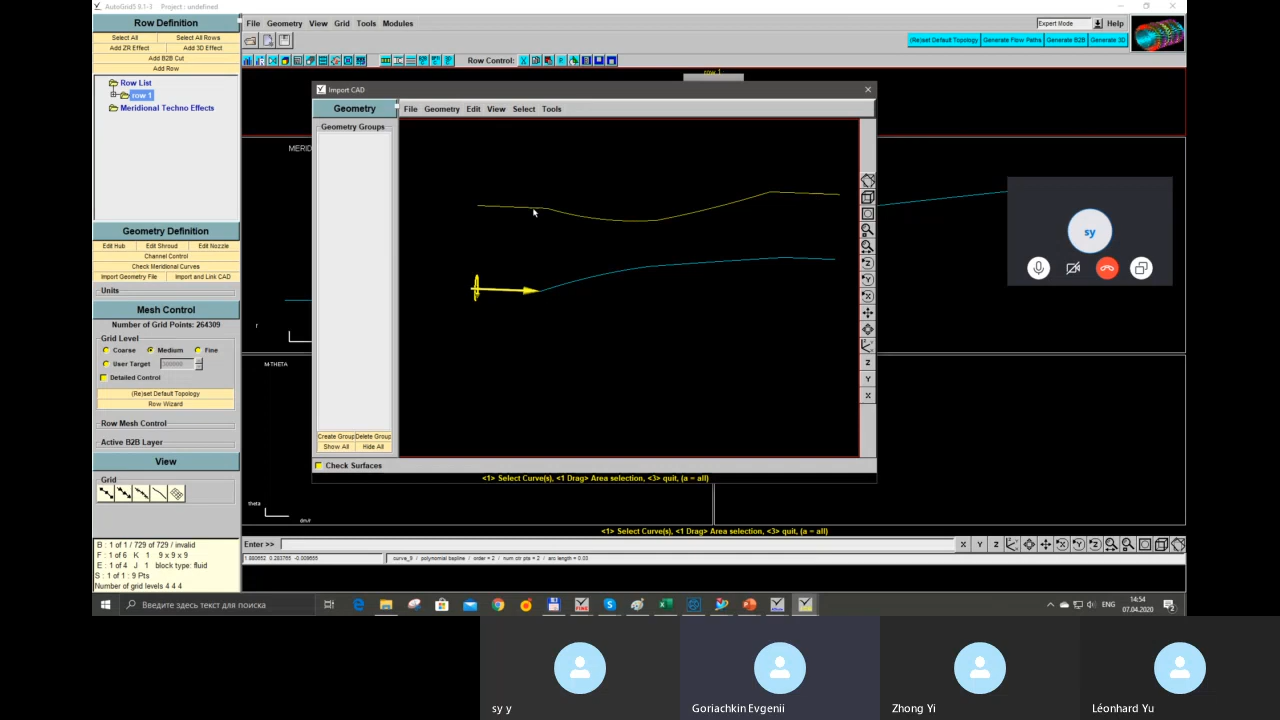 AutoGrid5 9.1-3    Project : undefined
Row Definition
File Geometry View Grid Tools Modules
Expert Mode Help
Select All Select All Rows
Add ZR Effect Add 3D Effect
Add B2B Cut
Add Row
(Re)set Default Topology Generate Flow Paths Generate B2B Generate 3D
Row Control:
Row List
row 1
Meridional Techno Effects
row 1
Import CAD
Geometry
File Geometry Edit View Select Tools
Geometry Groups
MERID
sy
Geometry Definition
Edit Hub Edit Shroud Edit Nozzle
Channel Control
Check Meridional Curves
Import Geometry File Import and Link CAD
Units
Mesh Control
Number of Grid Points: 264309
Grid Level
Coarse Medium Fine
User Target
Detailed Control
(Re)set Default Topology
Row Wizard
Row Mesh Control
Active B2B Layer
View
Grid
r
M-THETA
theta
dm/r
Z
Y
X
Create Group Delete Group
Show All Hide All
Check Surfaces
<1> Select Curve(s), <1 Drag> Area selection, <3> quit, (a = all)
<1> Select Curve(s), <1 Drag> Area selection, <3> quit, (a = all)
Enter >>
X Y Z
curve_9 / polynomial bspline / order = 2 / num ctr pts = 2 / arc length = 0.03
B : 1 of 1 / 729 of 729 / invalid
F : 1 of 6 K 1 9 x 9 x 9
E : 1 of 4 J 1 block type: fluid
S : 1 of 1 : 9 Pts
Number of grid levels 4 4 4
Введите здесь текст для поиска
ENG
14:54
07.04.2020
sy y
Goriachkin Evgenii
Zhong Yi
Léonhard Yu